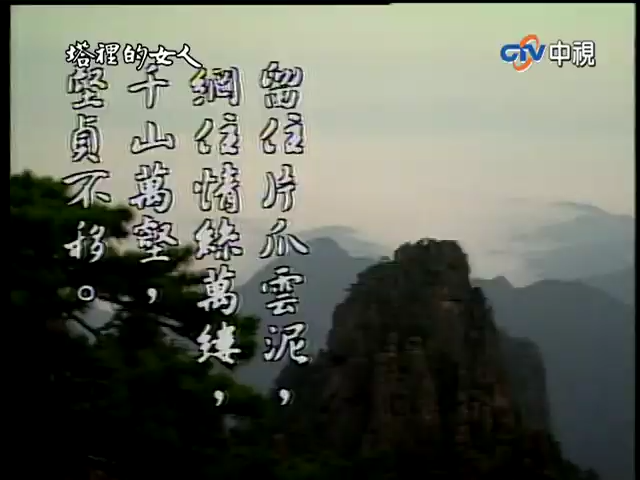 塔裡的女人
CTV中視
留住片爪雲泥，
網住情絲萬縷，
千山萬壑，
堅貞不移。